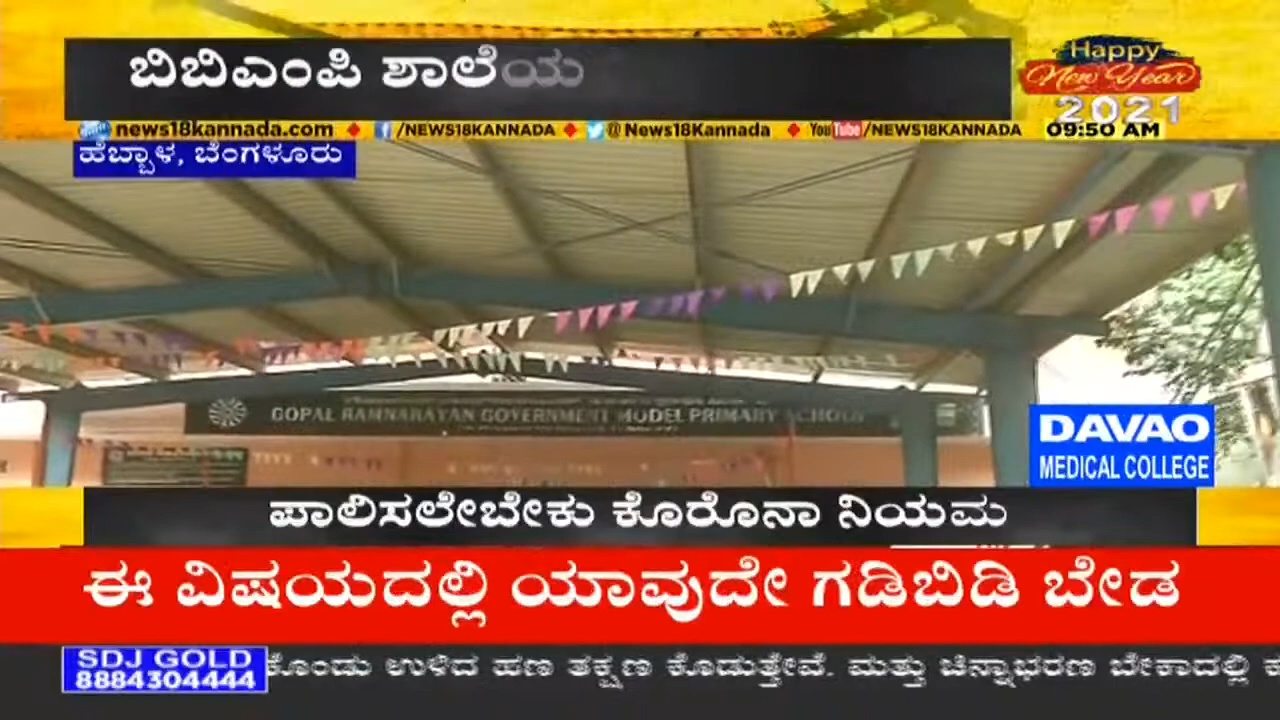 ಬಿಬಿಎಂಪಿ ಶಾಲೆಯ
Happy
New Year
2021
news18kannada.com /NEWS18KANNADA @News18Kannada YouTube/NEWS18KANNADA 09:50 AM
ಹೆಬ್ಬಾಳ, ಬೆಂಗಳೂರು
GOPAL RAMNARAYAN GOVERNMENT MODEL PRIMARY SCHOOL
DAVAO
MEDICAL COLLEGE
ಪಾಲಿಸಲೇಬೇಕು ಕೊರೊನಾ ನಿಯಮ
ಈ ವಿಷಯದಲ್ಲಿ ಯಾವುದೇ ಗಡಿಬಿಡಿ ಬೇಡ
SDJ GOLD
8884304444
ಕೊಂಡು ಉಳಿದ ಹಣ ತಕ್ಷಣ ಕೊಡುತ್ತೇವೆ. ಮತ್ತು ಚಿನ್ನಾಭರಣ ಬೇಕಾದಲ್ಲಿ